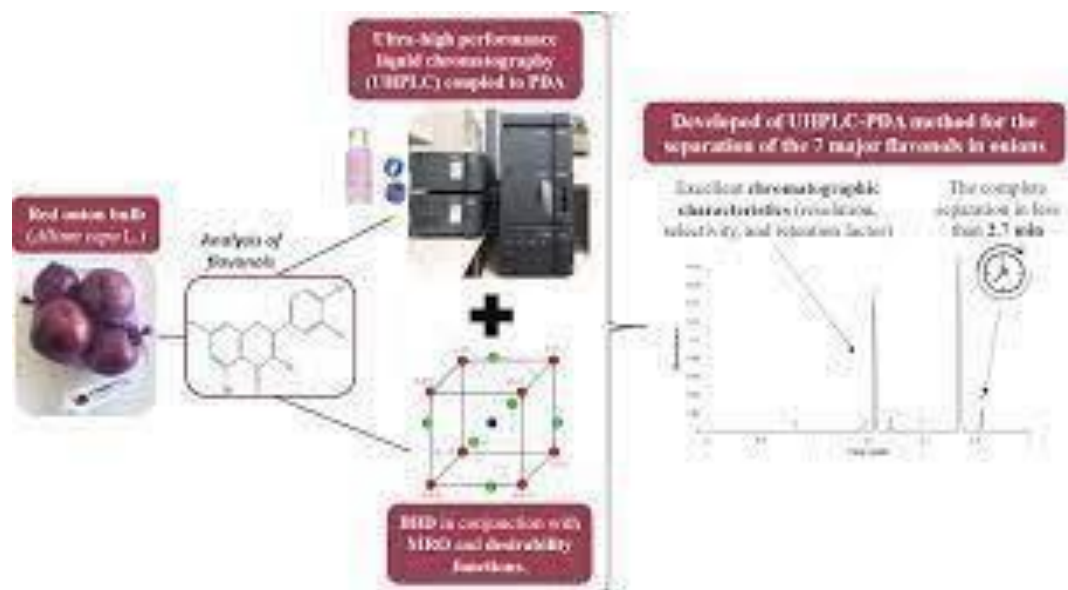 Ultra-high performance
liquid chromatography
(UHPLC) coupled to PDA
Red onion bulb
(Allium cepa L.)
Analysis of
flavonols
BBD in conjunction with
MRO and desirability
functions.
Developed of UHPLC-PDA method for the
separation of the 7 major flavonols in onions
Excellent chromatographic
characteristics (resolution,
selectivity, and retention factor)
The complete
separation in less
than 2.7 min